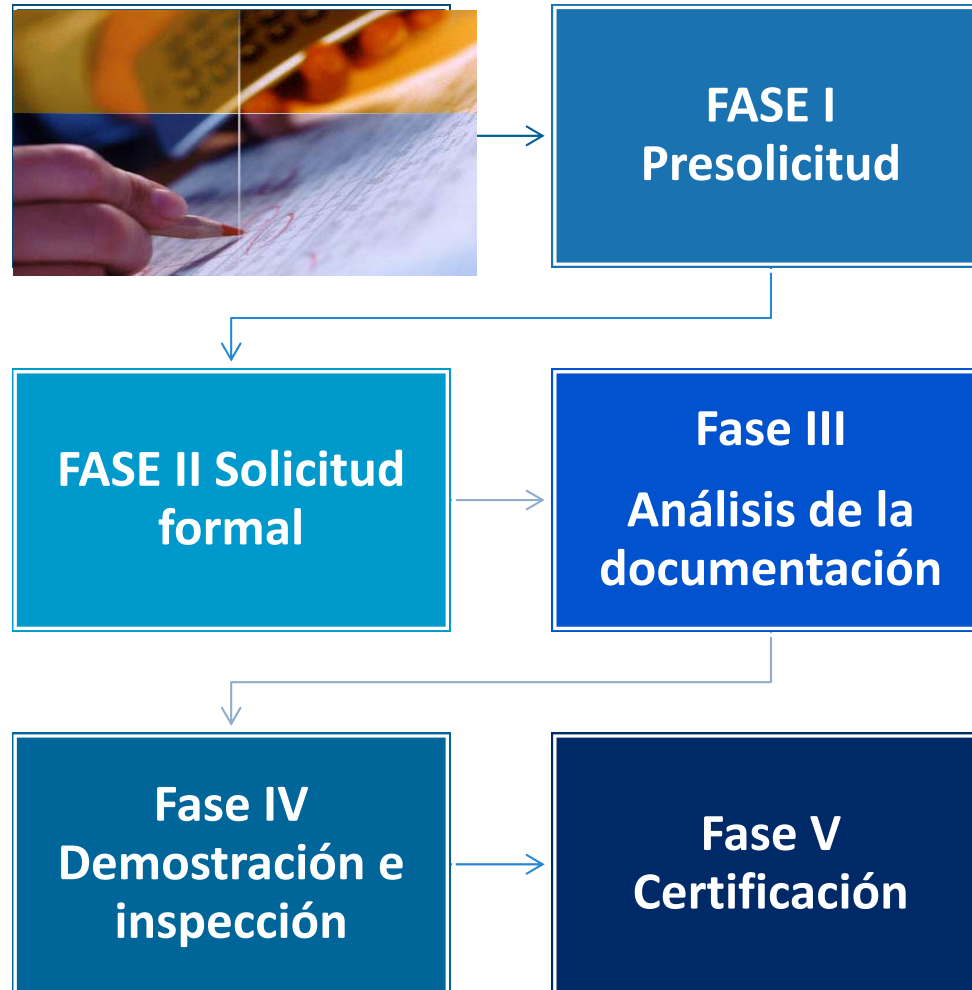 FASE I
Presolicitud
FASE II Solicitud
formal
Fase III
Análisis de la
documentación
Fase IV
Demostración e
inspección
Fase V
Certificación